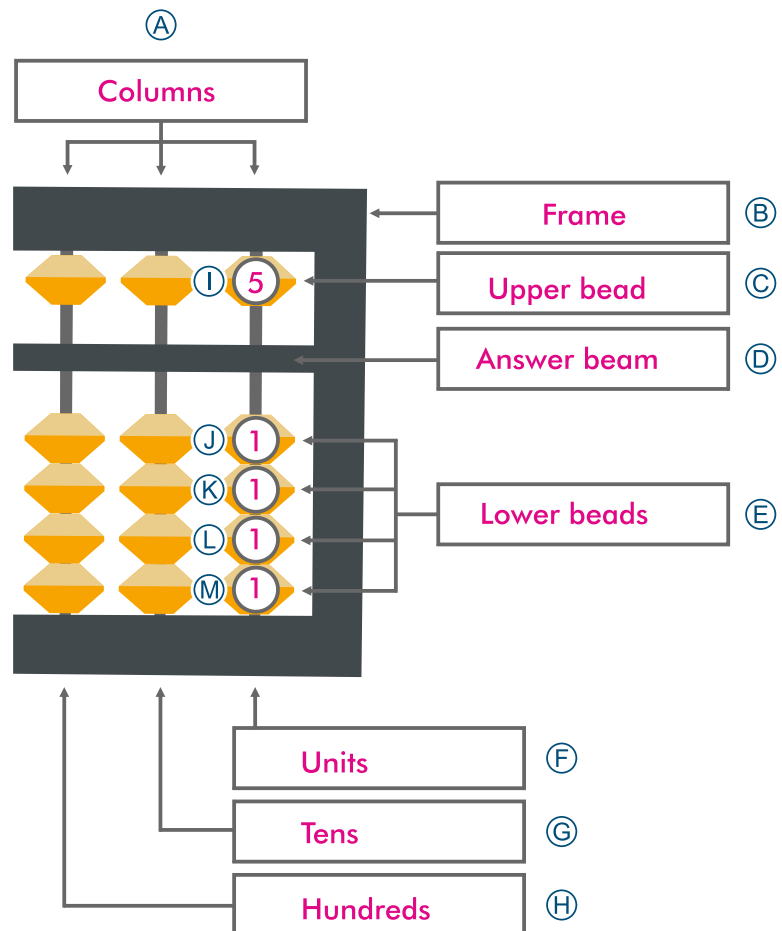 A
Columns
Frame B
I 5 Upper bead C
Answer beam D
J 1
K 1
Lower beads E
L 1
M 1
Units F
Tens G
Hundreds H